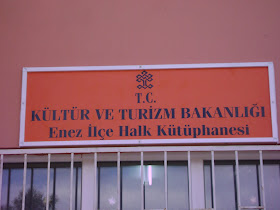 T.C.
KÜLTÜR VE TURİZM BAKANLIĞI
Enez İlçe Halk Kütüphanesi